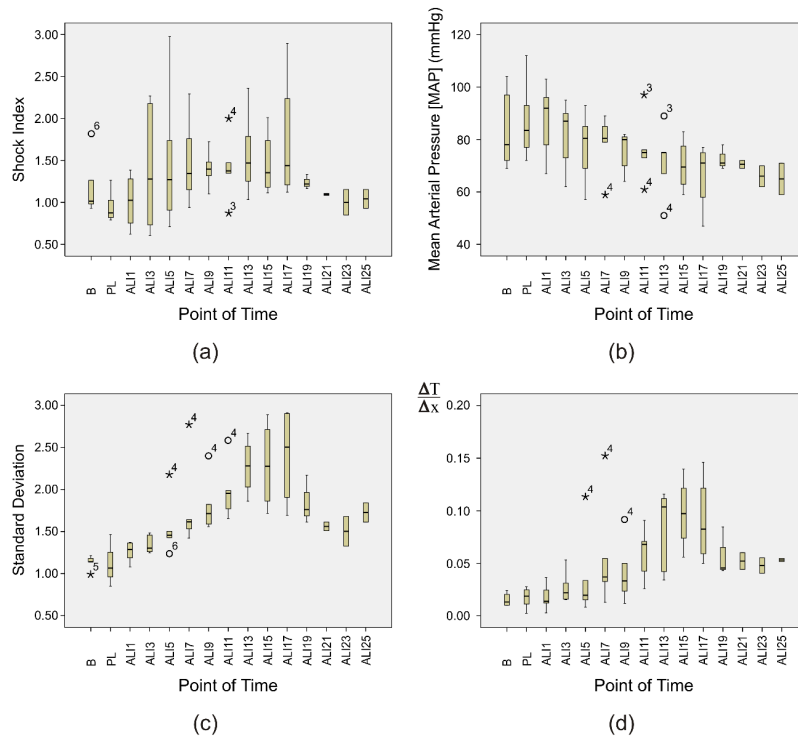 3.00
2.50
2.00
1.50
1.00
0.50
Shock Index
6
4
3
B PL ALI1 ALI3 ALI5 ALI7 ALI9 ALI11 ALI13 ALI15 ALI17 ALI19 ALI21 ALI23 ALI25
Point of Time
(a)
120
100
80
60
40
Mean Arterial Pressure [MAP] (mmHg)
3
3
4
4
4
B PL ALI1 ALI3 ALI5 ALI7 ALI9 ALI11 ALI13 ALI15 ALI17 ALI19 ALI21 ALI23 ALI25
Point of Time
(b)
3.00
2.50
2.00
1.50
1.00
0.50
Standard Deviation
4
4
4
4
5
6
B PL ALI1 ALI3 ALI5 ALI7 ALI9 ALI11 ALI13 ALI15 ALI17 ALI19 ALI21 ALI23 ALI25
Point of Time
(c)
ΔT
Δx
0.20
0.15
0.10
0.05
0.00
4
4
4
B PL ALI1 ALI3 ALI5 ALI7 ALI9 ALI11 ALI13 ALI15 ALI17 ALI19 ALI21 ALI23 ALI25
Point of Time
(d)